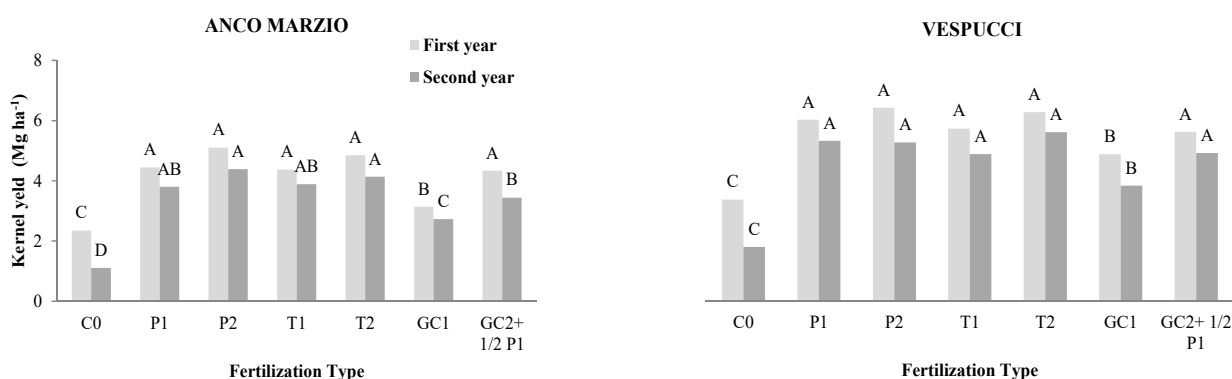 ANCO MARZIO
First year
Second year
Kernel yeld (Mg ha⁻¹)
8
6
4
2
0
C
D
A
AB
A
A
A
AB
A
A
B
C
A
B
C0
P1
P2
T1
T2
GC1
GC2+
1/2 P1
Fertilization Type
VESPUCCI
C
C
A
A
A
A
A
A
A
A
B
B
A
A
C0
P1
P2
T1
T2
GC1
GC2+ 1/2
P1
Fertilization Type